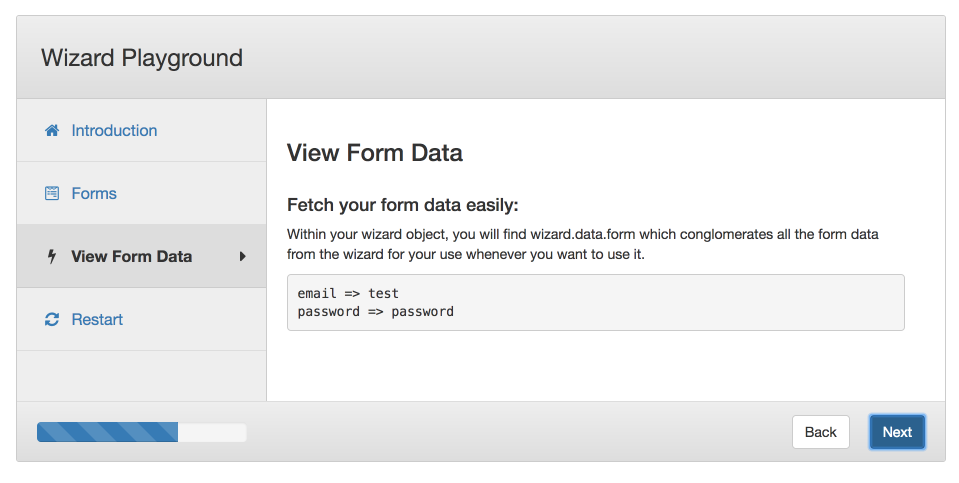 Wizard Playground
Introduction
Forms
View Form Data
Restart
View Form Data
Fetch your form data easily:
Within your wizard object, you will find wizard.data.form which conglomerates all the form data
from the wizard for your use whenever you want to use it.
email => test
password => password
Back
Next